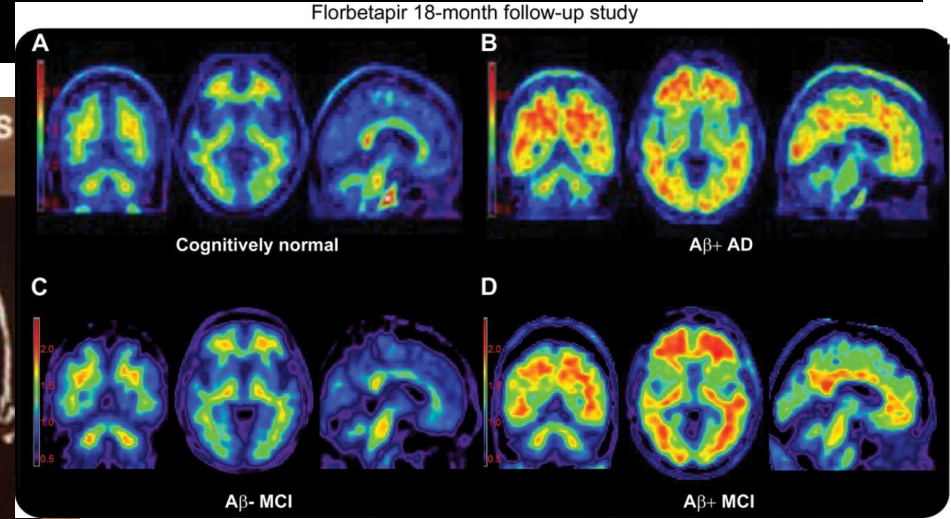 Florbetapir 18-month follow-up study
A
B
S
Cognitively normal
Aβ+ AD
C
D
2.0
1.5
1.0
0.5
2.0
1.5
1.0
0.5
Aβ- MCI
Aβ+ MCI